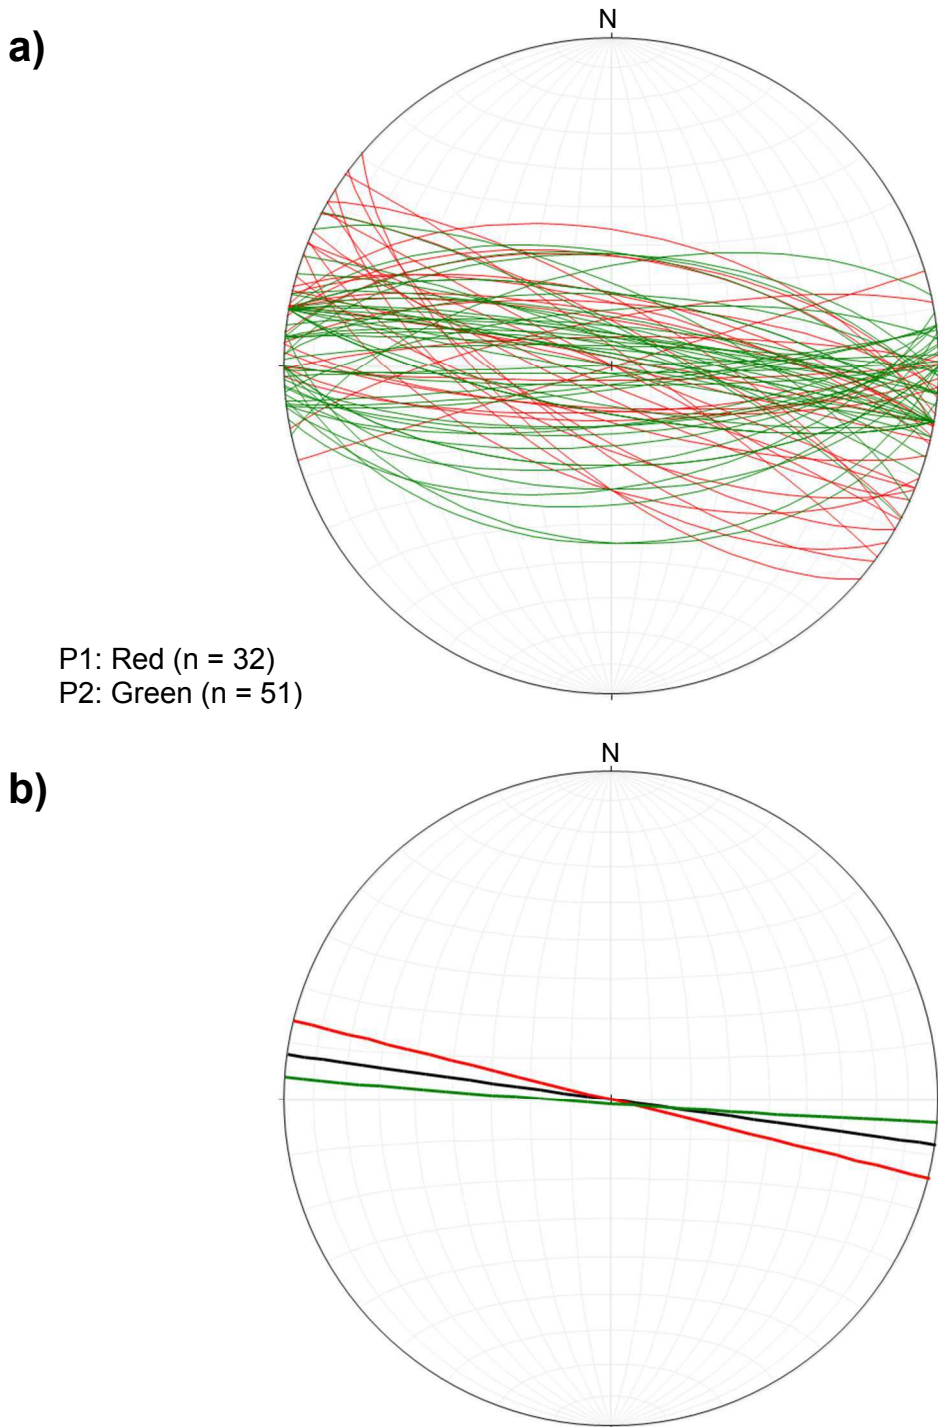 a)
N
P1: Red (n = 32)
P2: Green (n = 51)
b)
N